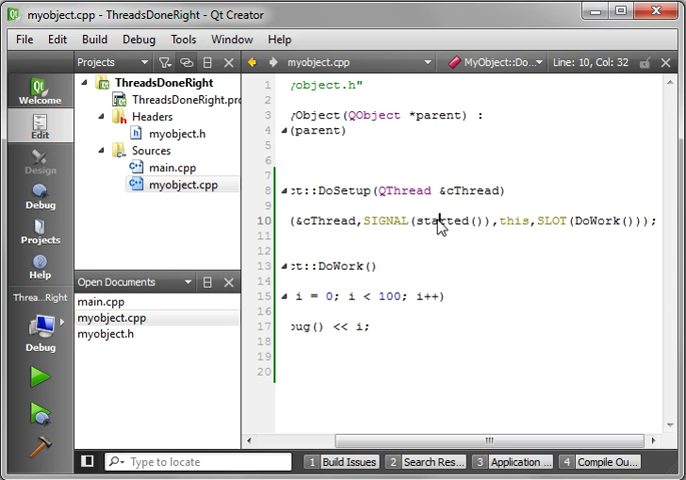 myobject.cpp - ThreadsDoneRight - Qt Creator
File Edit Build Debug Tools Window Help
Projects
myobject.cpp
MyObject::Do...
Line: 10, Col: 32
Welcome
Edit
Design
Debug
Projects
Help
Threa...Right
Debug
ThreadsDoneRight
ThreadsDoneRight.pro
Headers
myobject.h
Sources
main.cpp
myobject.cpp
Open Documents
main.cpp
myobject.cpp
myobject.h
1 yobject.h"
2
3 yObject(QObject *parent) :
4 (parent)
5
6
7
8 ct::DoSetup(QThread &cThread)
9
10 (&cThread,SIGNAL(started()),this,SLOT(DoWork()));
11
12
13 ct::DoWork()
14
15 i = 0; i < 100; i++)
16
17 bug() << i;
18
19
20
Type to locate
1 Build Issues
2 Search Res...
3 Application ...
4 Compile Ou...